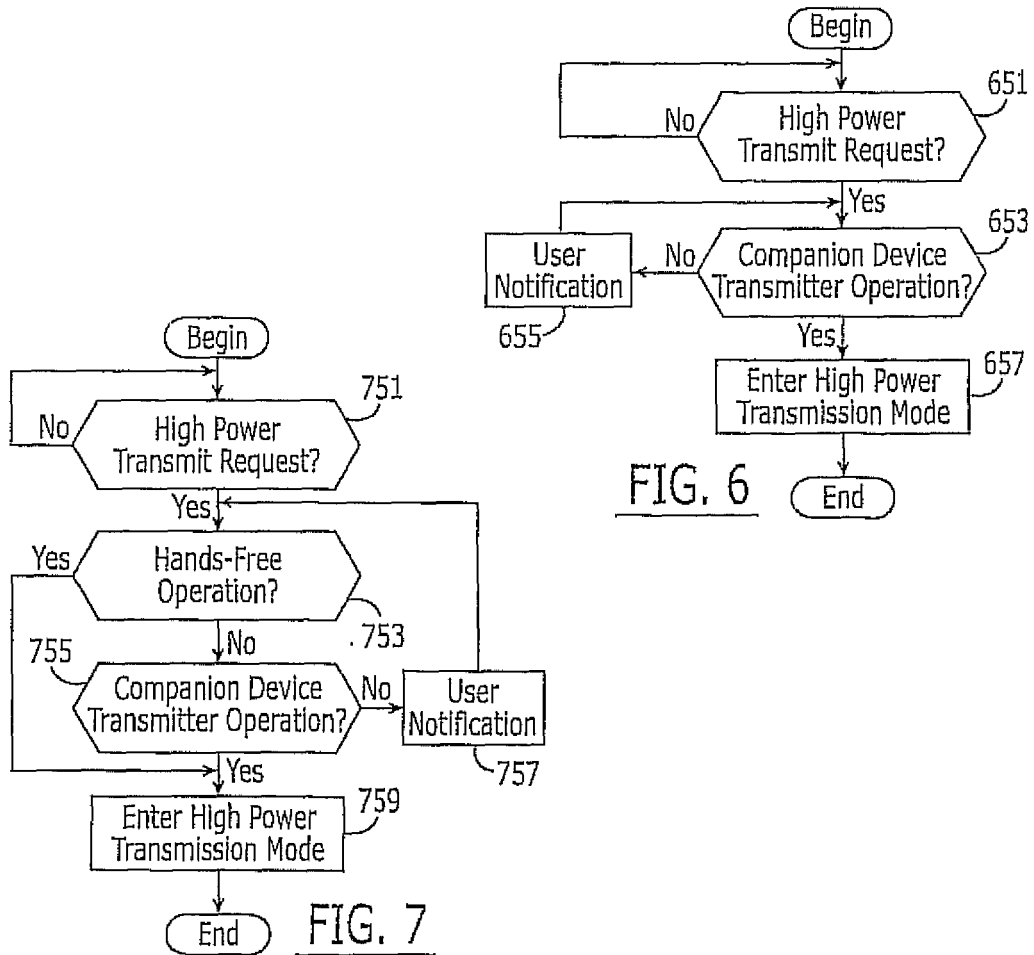 Begin
651
High Power
Transmit Request?
No
Yes
653
Companion Device
Transmitter Operation?
No
User
Notification
655
Yes
657
Enter High Power
Transmission Mode
End
FIG. 6
Begin
751
High Power
Transmit Request?
No
Yes
Hands-Free
Operation?
Yes
753
No
755
Companion Device
Transmitter Operation?
No
User
Notification
757
Yes
759
Enter High Power
Transmission Mode
End
FIG. 7